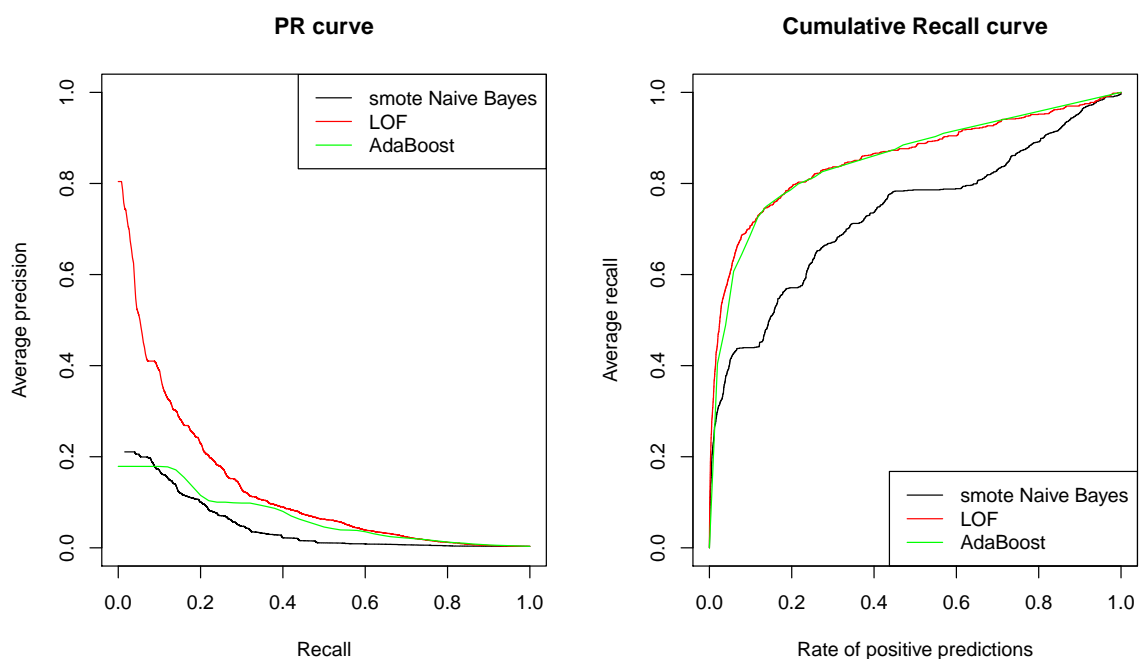 PR curve
Average precision
1.0
0.8
0.6
0.4
0.2
0.0
smote Naive Bayes
LOF
AdaBoost
0.0 0.2 0.4 0.6 0.8 1.0
Recall
Cumulative Recall curve
Average recall
1.0
0.8
0.6
0.4
0.2
0.0
smote Naive Bayes
LOF
AdaBoost
0.0 0.2 0.4 0.6 0.8 1.0
Rate of positive predictions